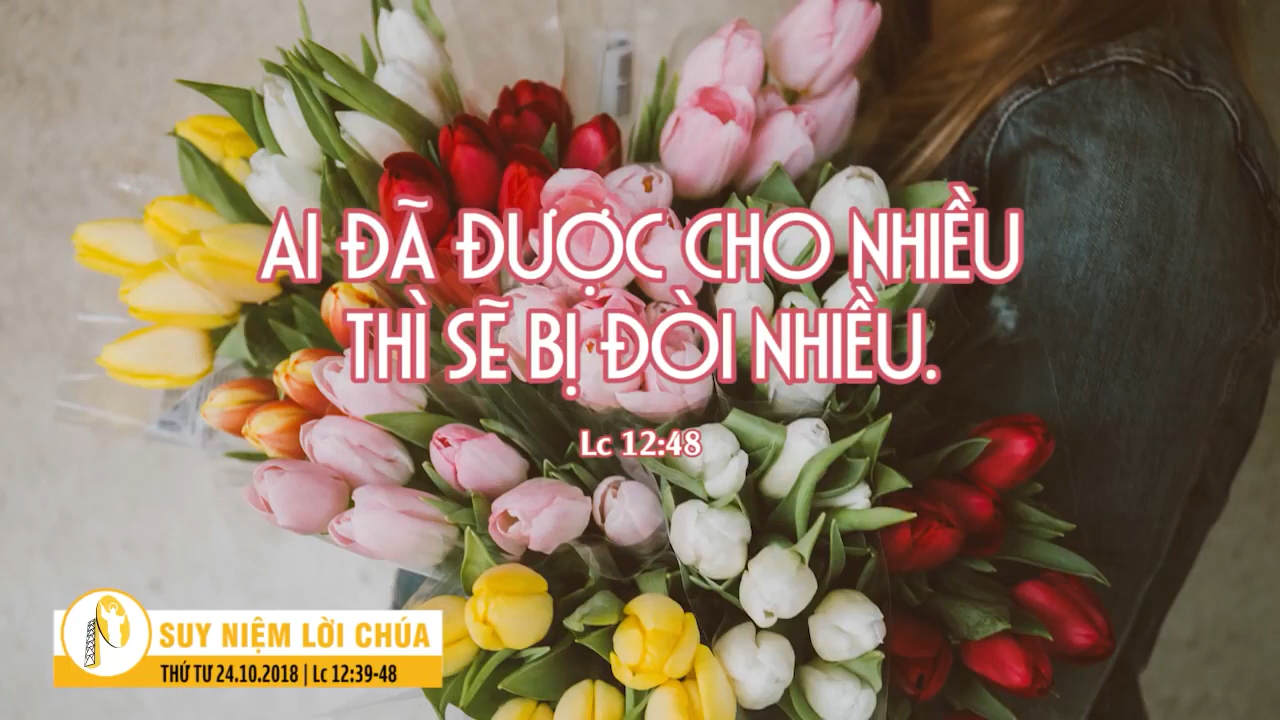 AI ĐÃ ĐƯỢC CHO NHIỀU
THÌ SẼ BỊ ĐÒI NHIỀU.
Lc 12:48
SUY NIỆM LỜI CHÚA
THỨ TƯ 24.10.2018 | Lc 12:39-48